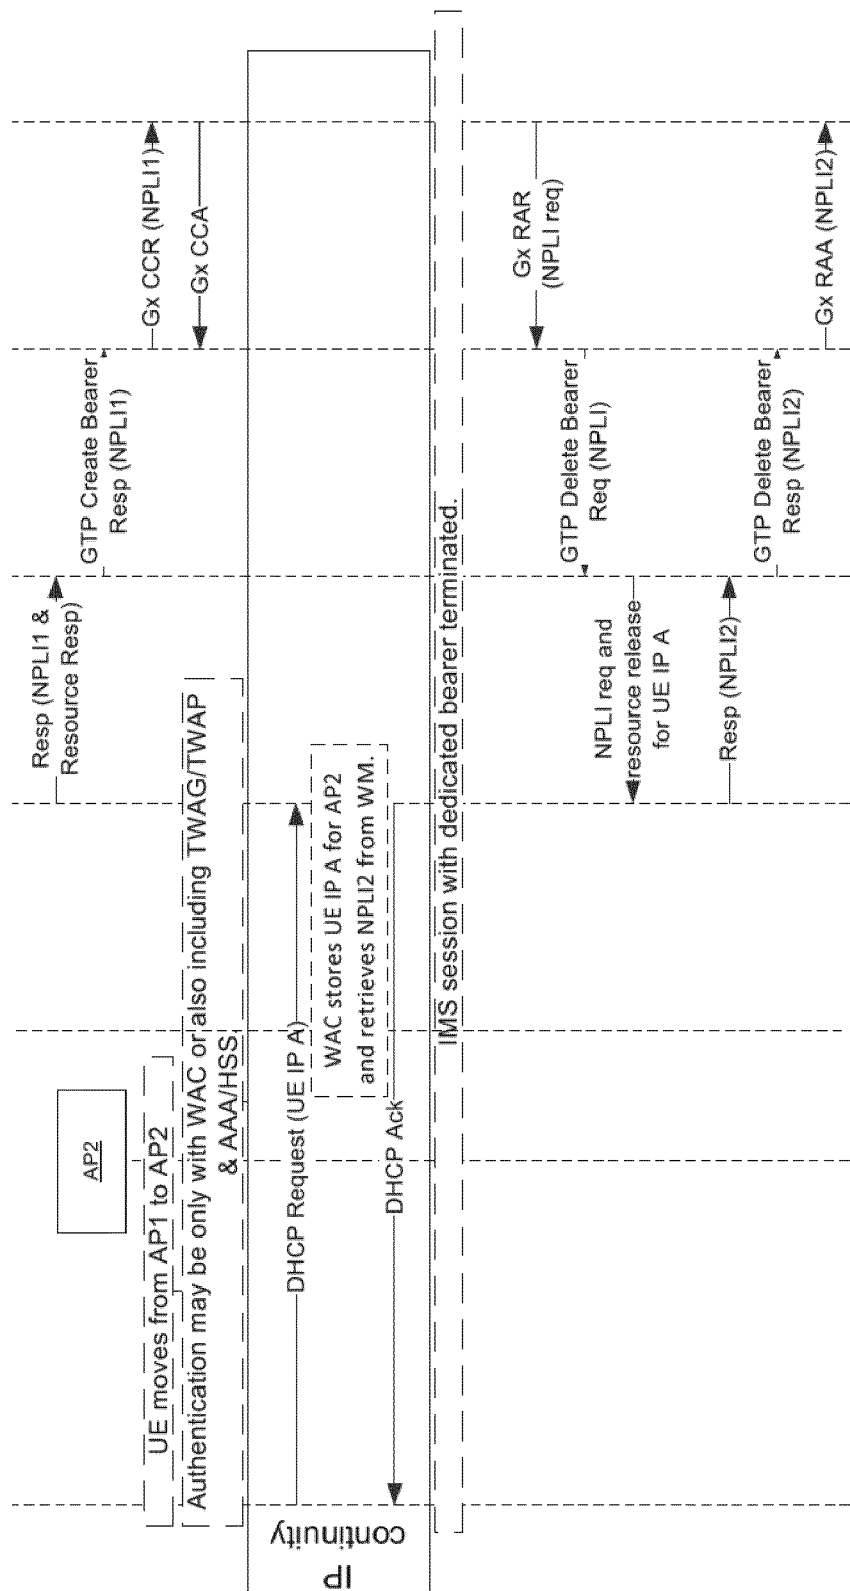 Resp (NPLI1 &
Resource Resp)
GTP Create Bearer
Resp (NPLI1)
Gx CCR (NPLI1)
Gx CCA
AP2
UE moves from AP1 to AP2
Authentication may be only with WAC or also including TWAG/TWAP
& AAA/HSS
IP
continuity
DHCP Request (UE IP A)
WAC stores UE IP A for AP2
and retrieves NPLI2 from WM.
DHCP Ack
IMS session with dedicated bearer terminated.
Gx RAR
(NPLI req)
GTP Delete Bearer
Req (NPLI)
NPLI req and
resource release
for UE IP A
Resp (NPLI2)
GTP Delete Bearer
Resp (NPLI2)
Gx RAA (NPLI2)